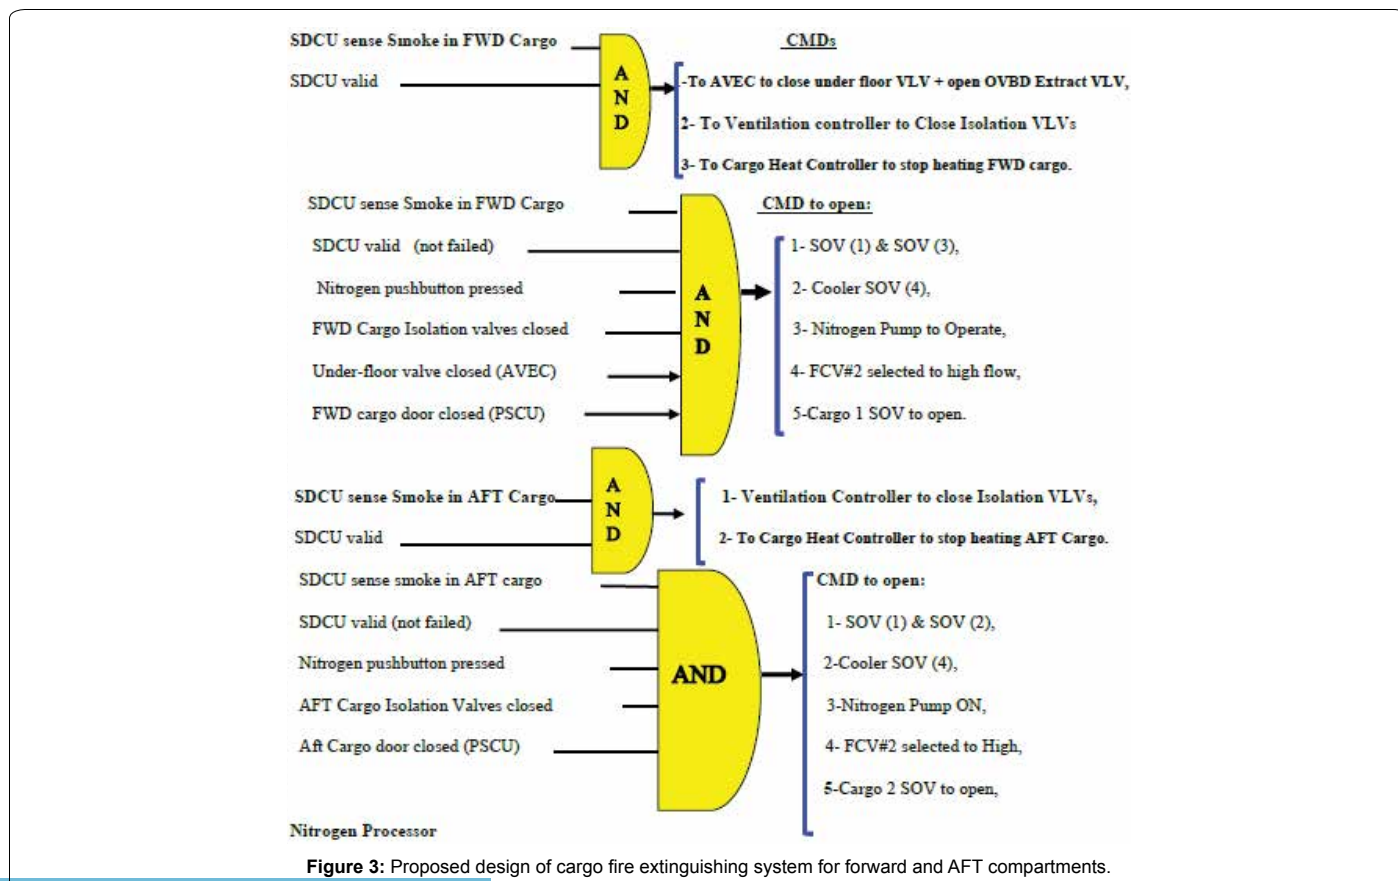 SDCU sense Smoke in FWD Cargo
SDCU valid
A
N
D
CMDs
-To AVEC to close under floor VLV + open OVBD Extract VLV,
2- To Ventilation controller to Close Isolation VLVs
3- To Cargo Heat Controller to stop heating FWD cargo.
SDCU sense Smoke in FWD Cargo
SDCU valid (not failed)
Nitrogen pushbutton pressed
FWD Cargo Isolation valves closed
Under-floor valve closed (AVEC)
FWD cargo door closed (PSCU)
A
N
D
CMD to open:
1- SOV (1) & SOV (3),
2- Cooler SOV (4),
3- Nitrogen Pump to Operate,
4- FCV#2 selected to high flow,
5-Cargo 1 SOV to open.
SDCU sense Smoke in AFT Cargo
SDCU valid
A
N
D
1- Ventilation Controller to close Isolation VLVs,
2- To Cargo Heat Controller to stop heating AFT Cargo.
SDCU sense smoke in AFT cargo
SDCU valid (not failed)
Nitrogen pushbutton pressed
AFT Cargo Isolation Valves closed
Aft Cargo door closed (PSCU)
AND
CMD to open:
1- SOV (1) & SOV (2),
2-Cooler SOV (4),
3-Nitrogen Pump ON,
4- FCV#2 selected to High,
5-Cargo 2 SOV to open,
Nitrogen Processor
Figure 3: Proposed design of cargo fire extinguishing system for forward and AFT compartments.